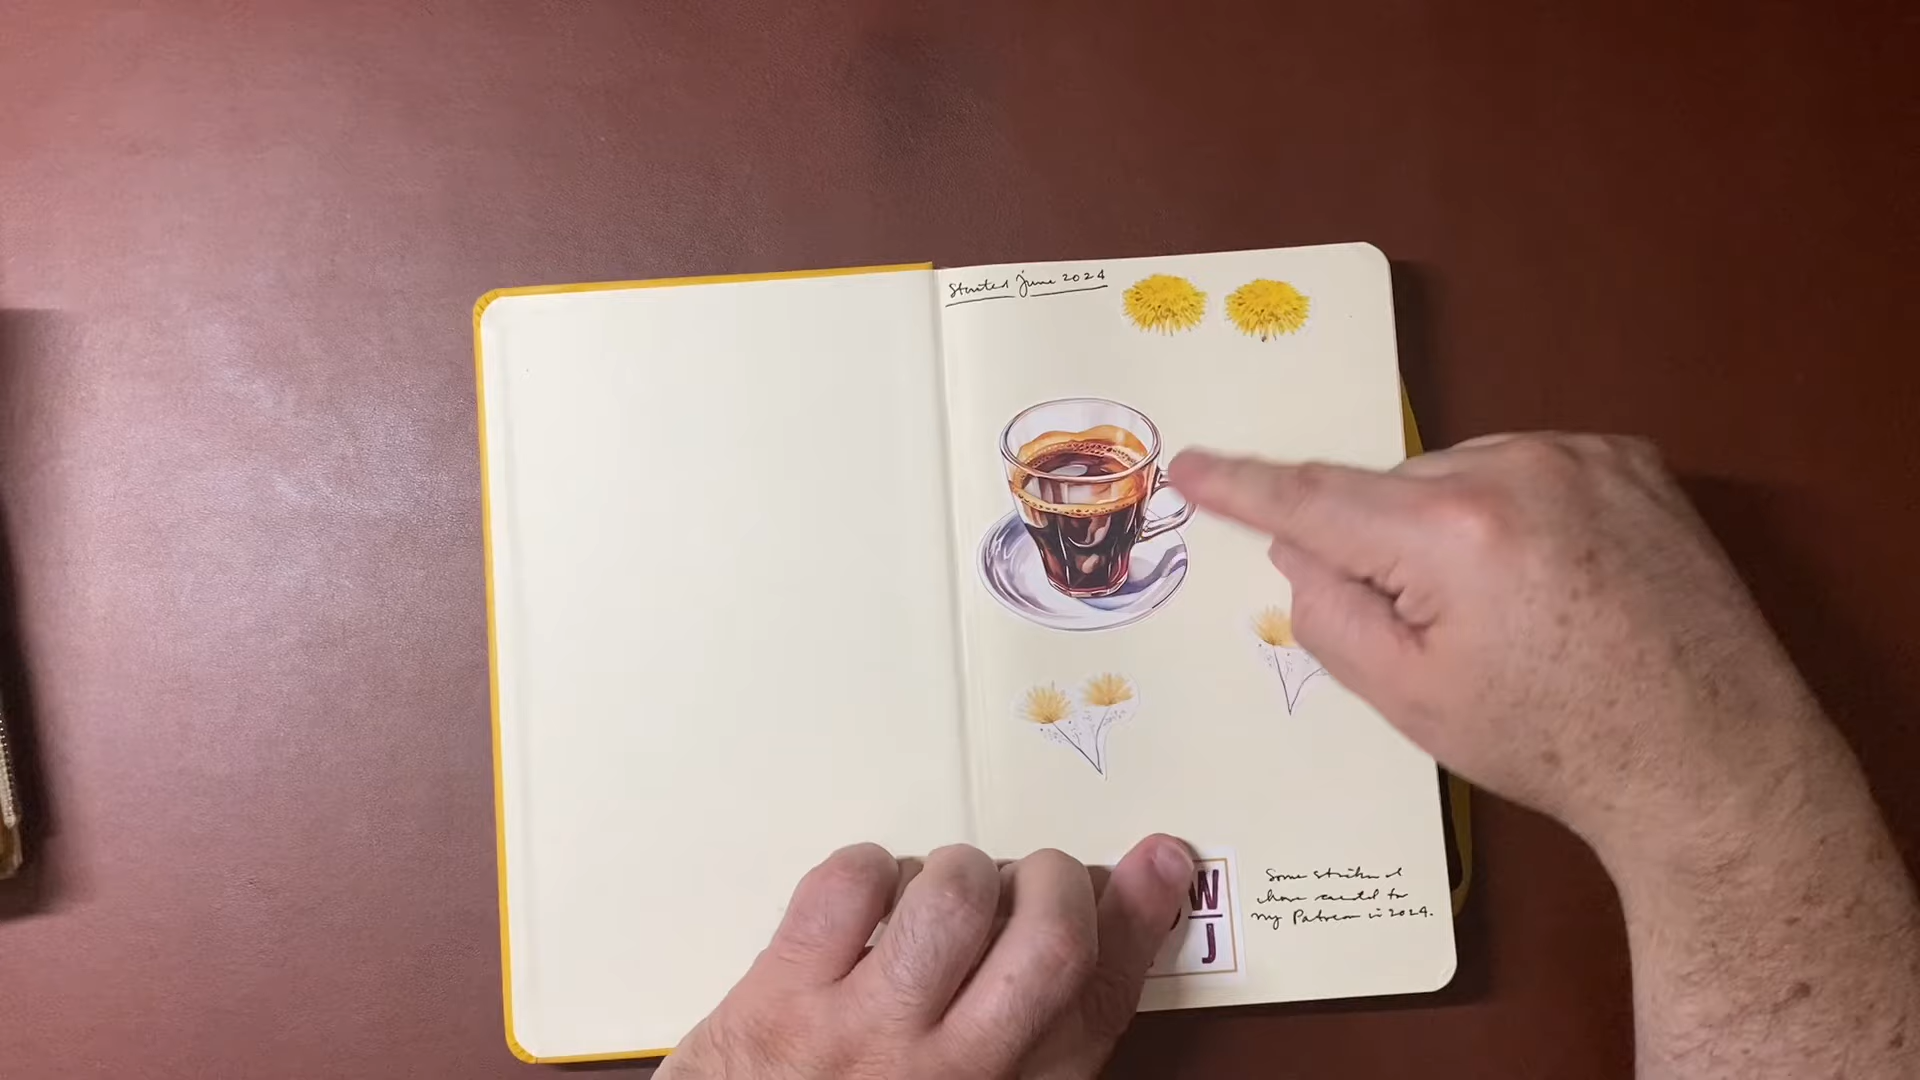 Started June 2024
W
J
Some stickers I
have created for
my Patreon in 2024.